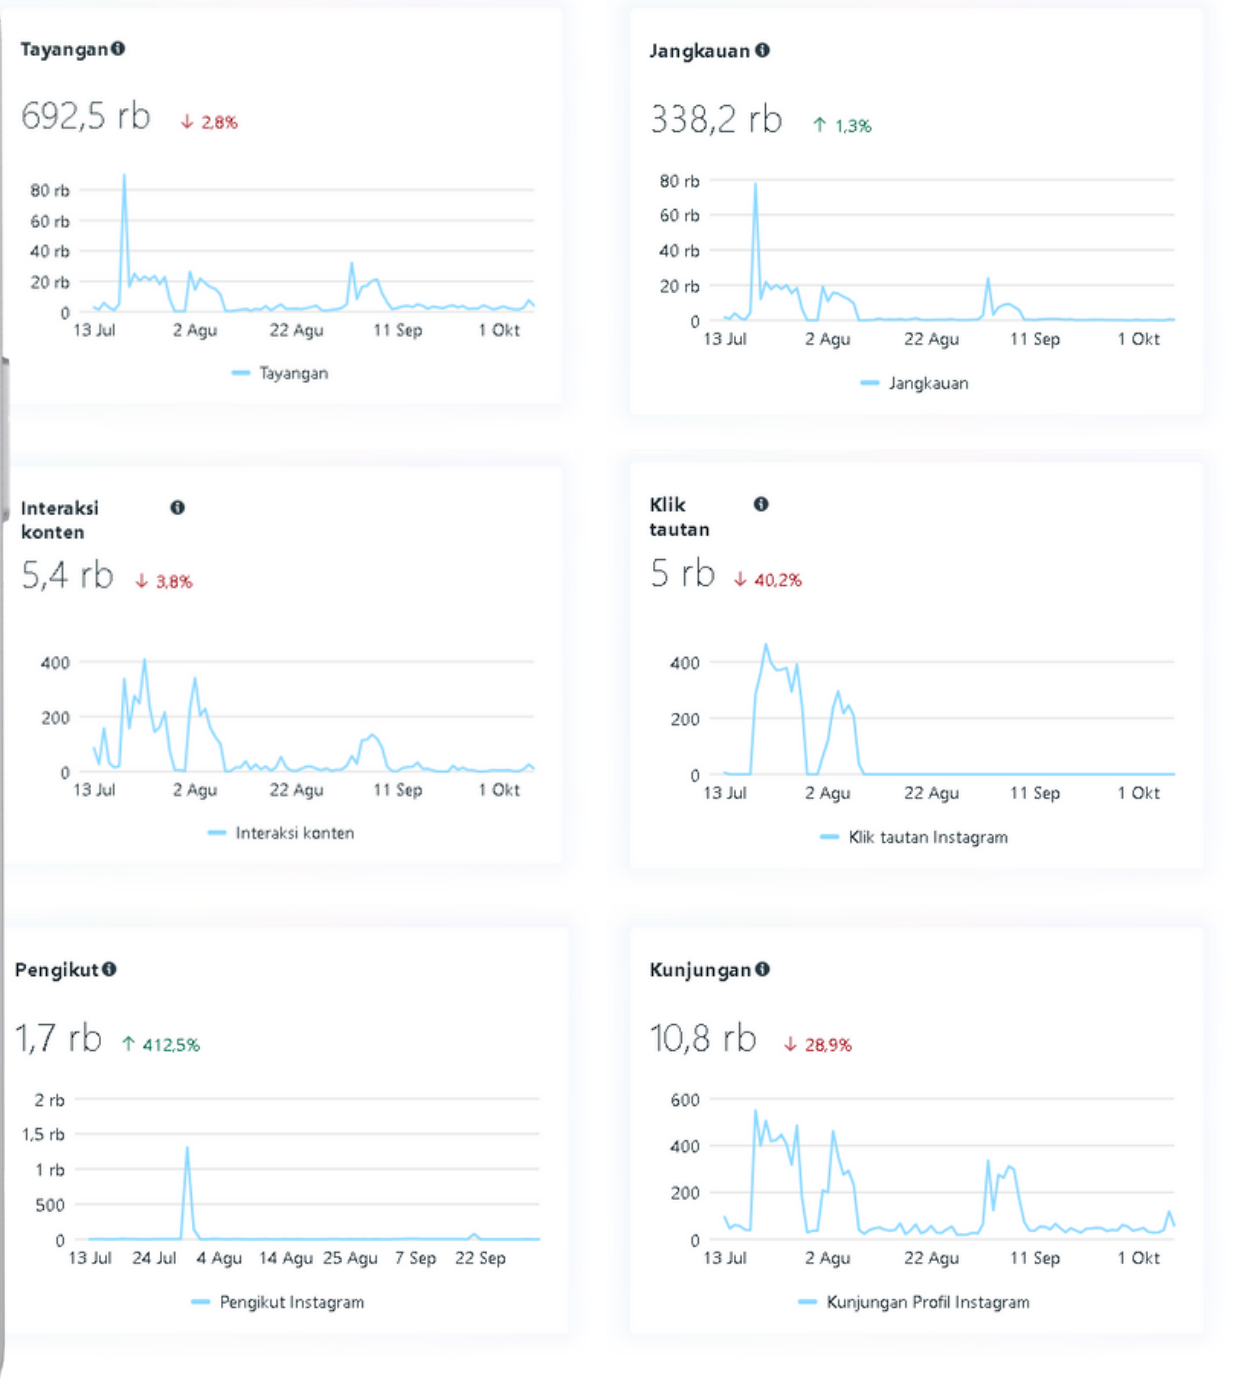 Tayangan
692,5 rb ↓ 2,8%
80 rb
60 rb
40 rb
20 rb
0
13 Jul 2 Agu 22 Agu 11 Sep 1 Okt
Tayangan
Jangkauan
338,2 rb ↑ 1,3%
80 rb
60 rb
40 rb
20 rb
0
13 Jul 2 Agu 22 Agu 11 Sep 1 Okt
Jangkauan
Interaksi
konten
5,4 rb ↓ 3,8%
400
200
0
13 Jul 2 Agu 22 Agu 11 Sep 1 Okt
Interaksi konten
Klik
tautan
5 rb ↓ 40,2%
400
200
0
13 Jul 2 Agu 22 Agu 11 Sep 1 Okt
Klik tautan Instagram
Pengikut
1,7 rb ↑ 412,5%
2 rb
1,5 rb
1 rb
500
0
13 Jul 24 Jul 4 Agu 14 Agu 25 Agu 7 Sep 22 Sep
Pengikut Instagram
Kunjungan
10,8 rb ↓ 28,9%
600
400
200
0
13 Jul 2 Agu 22 Agu 11 Sep 1 Okt
Kunjungan Profil Instagram